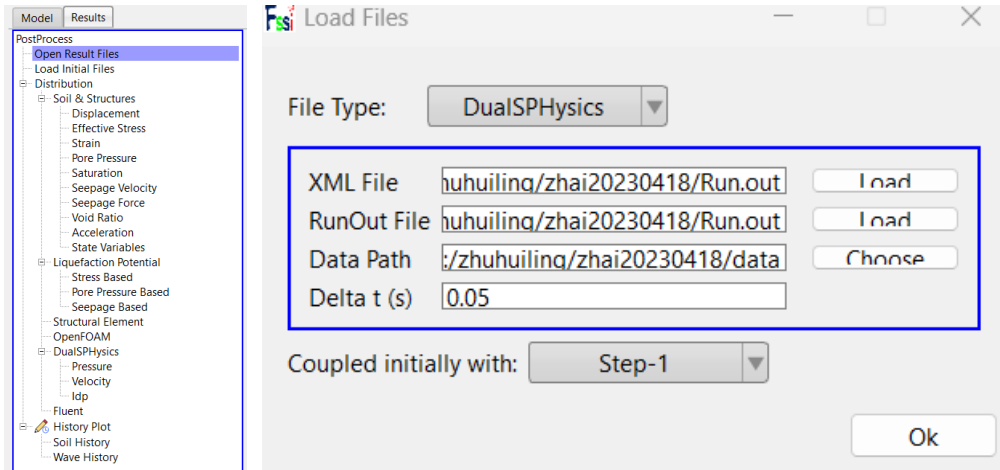 Model Results
PostProcess
Open Result Files
Load Initial Files
Distribution
Soil & Structures
Displacement
Effective Stress
Strain
Pore Pressure
Saturation
Seepage Velocity
Seepage Force
Void Ratio
Acceleration
State Variables
Liquefaction Potential
Stress Based
Pore Pressure Based
Seepage Based
Structural Element
OpenFOAM
DualSPHysics
Pressure
Velocity
Idp
Fluent
History Plot
Soil History
Wave History
Fssi Load Files
File Type: DualSPHysics
XML File huhuiling/zhai20230418/Run.out Load
RunOut File huhuiling/zhai20230418/Run.out Load
Data Path :/zhuhuiling/zhai20230418/data Choose
Delta t (s) 0.05
Coupled initially with: Step-1
Ok